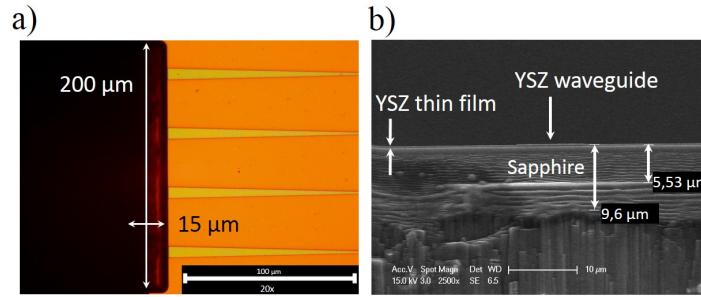 a)
200 µm
15 µm
100 µm
20x
b)
YSZ waveguide
YSZ thin film
Sapphire
5,53 µm
9,6 µm
Acc.V Spot Magn Det WD
15.0 kV 3.0 2500x SE 6.5
10 µm